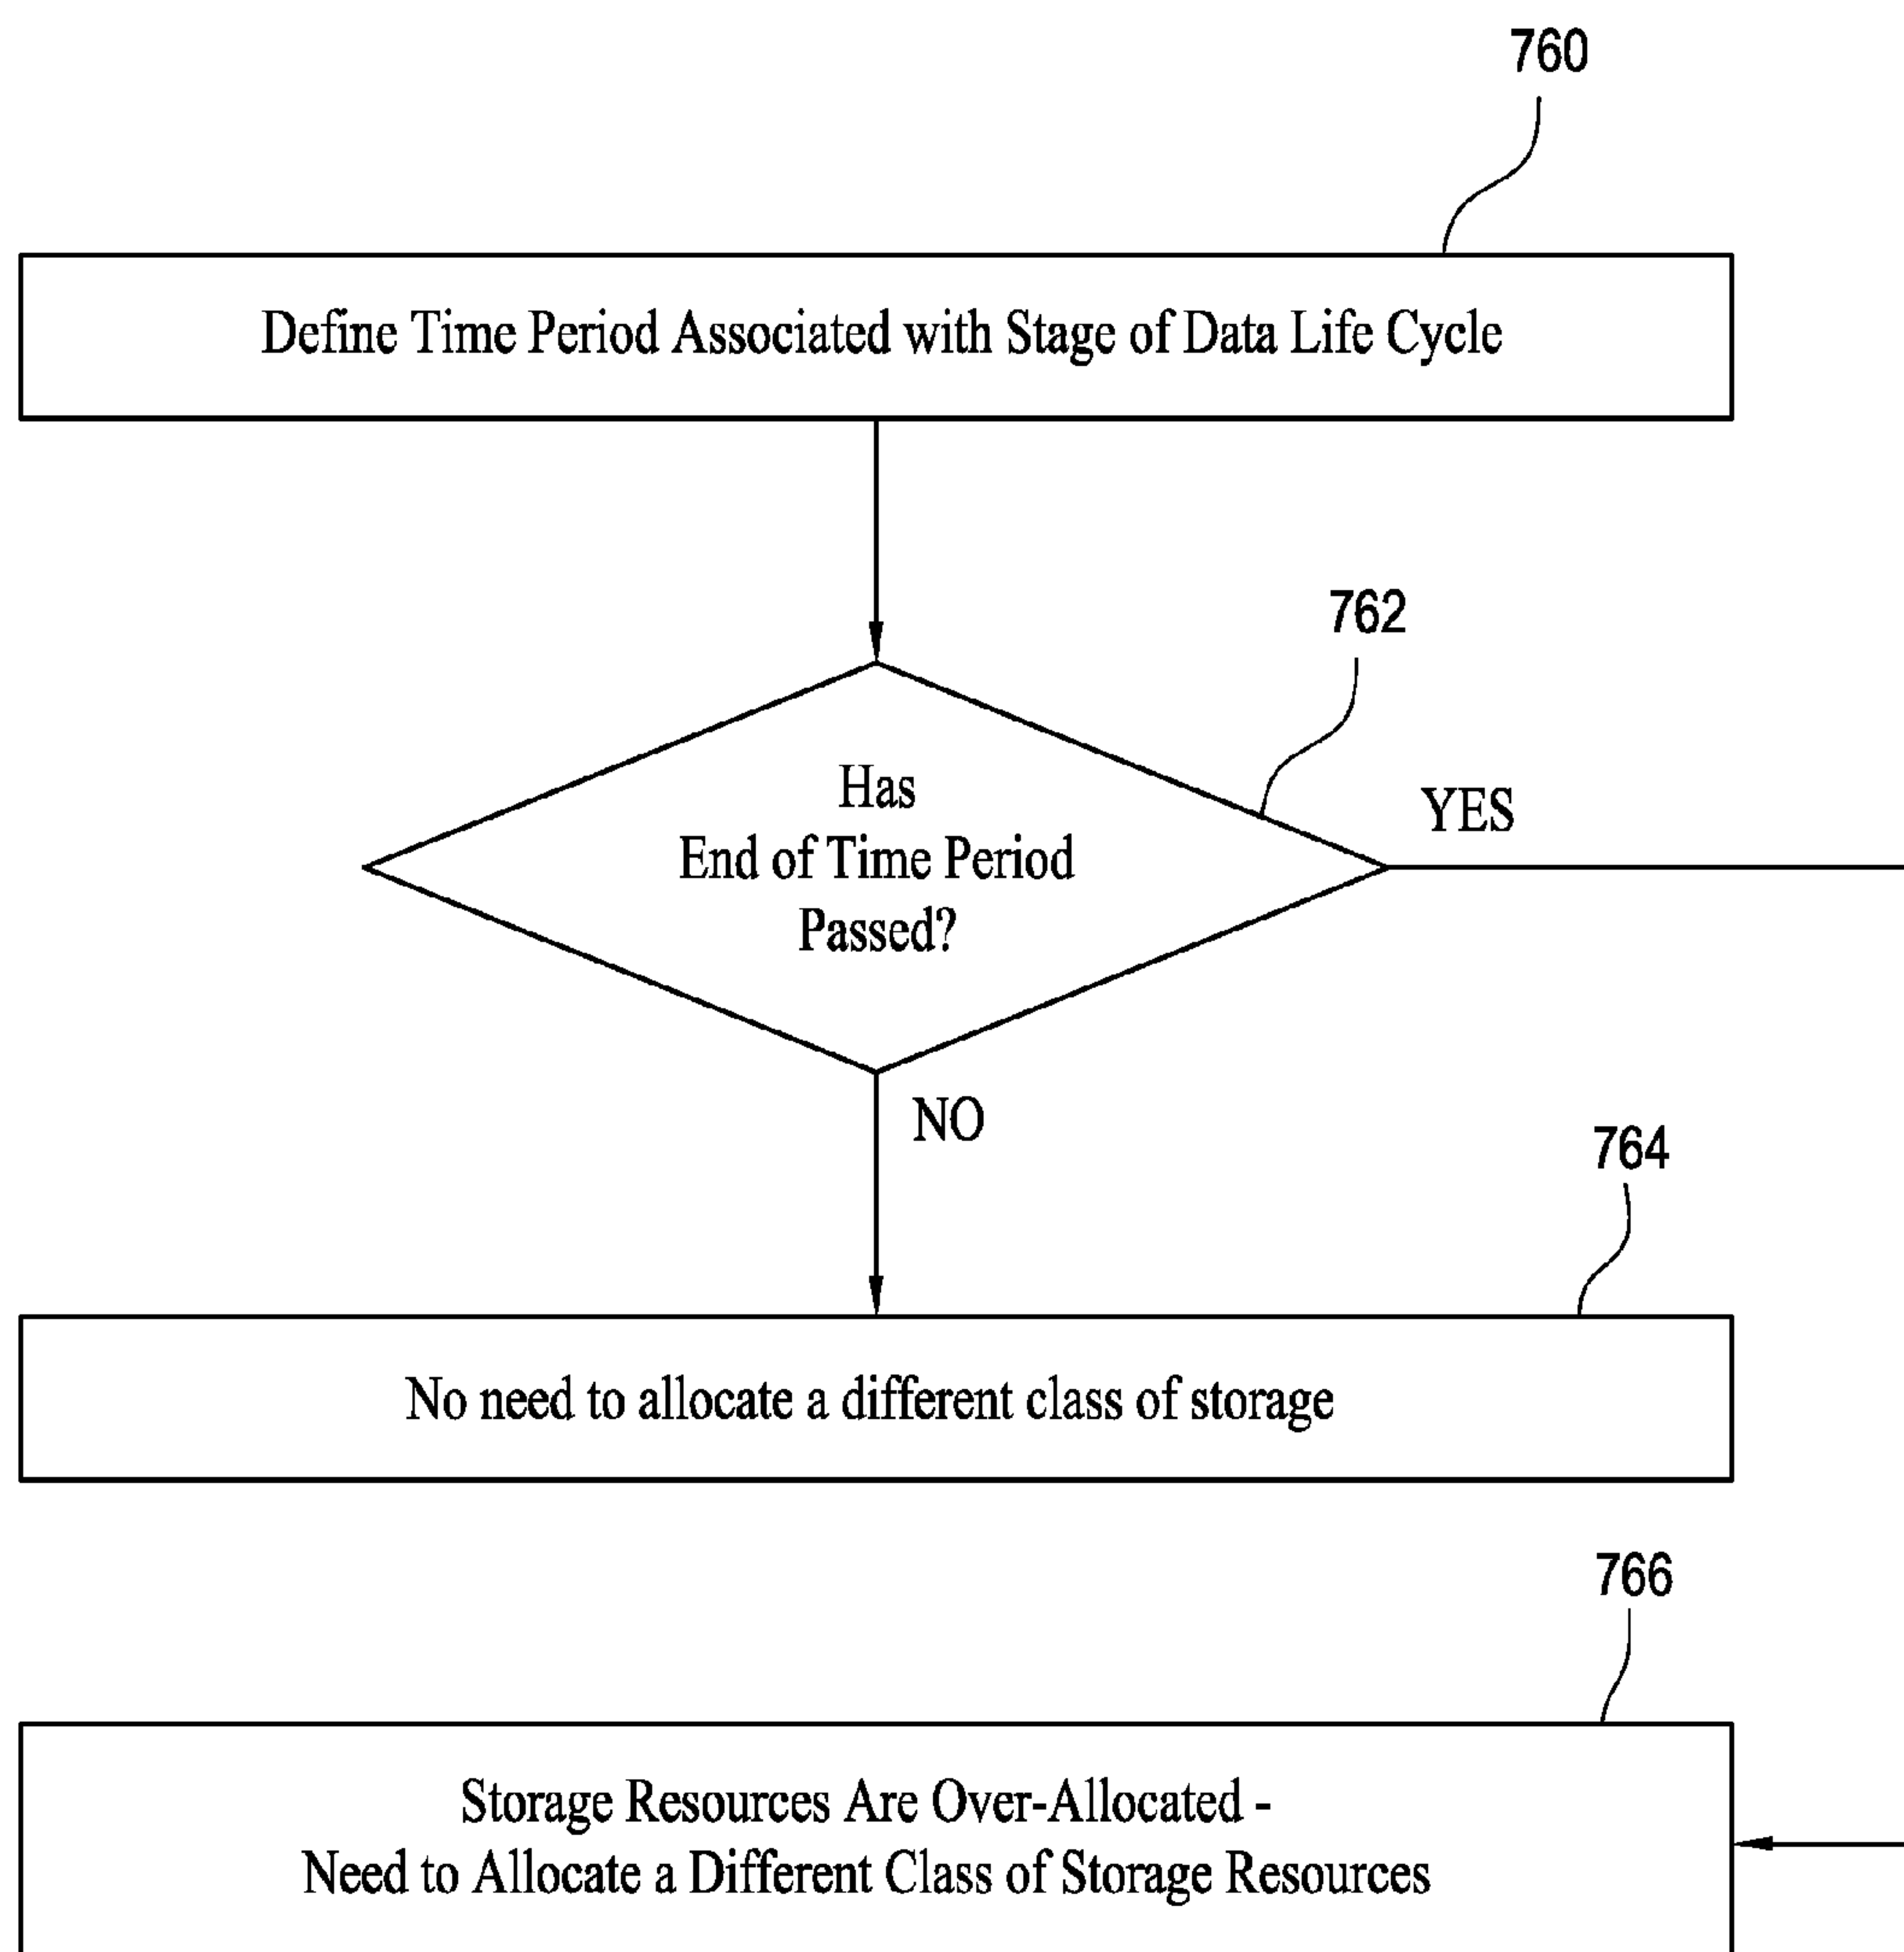 760
Define Time Period Associated with Stage of Data Life Cycle
762
Has
End of Time Period
Passed?
YES
NO
764
No need to allocate a different class of storage
766
Storage Resources Are Over-Allocated -
Need to Allocate a Different Class of Storage Resources